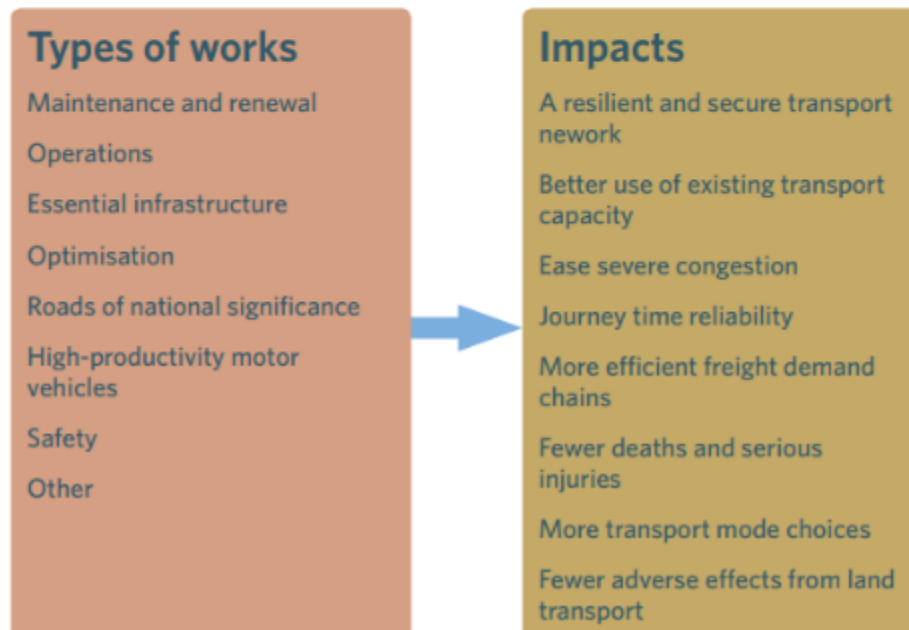 Types of works
Maintenance and renewal
Operations
Essential infrastructure
Optimisation
Roads of national significance
High-productivity motor
vehicles
Safety
Other
Impacts
A resilient and secure transport
nework
Better use of existing transport
capacity
Ease severe congestion
Journey time reliability
More efficient freight demand
chains
Fewer deaths and serious
injuries
More transport mode choices
Fewer adverse effects from land
transport